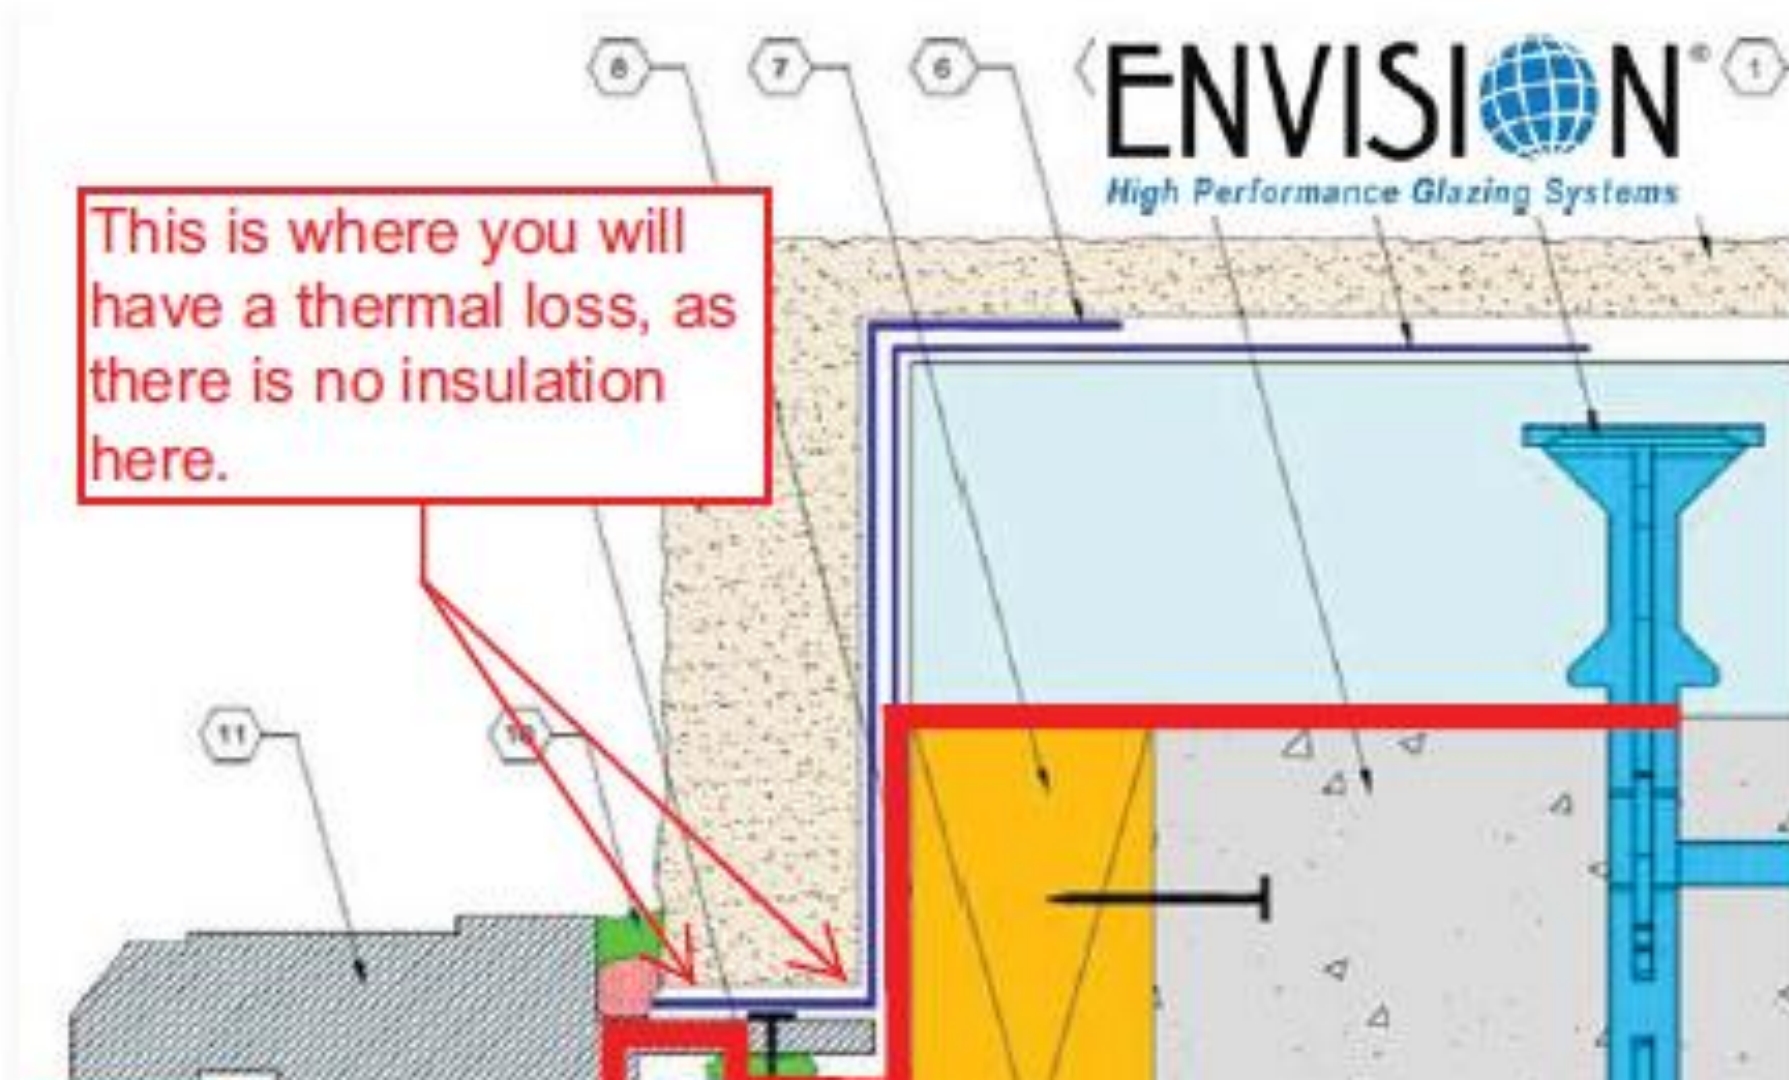 8
7
6
ENVISION®
1
High Performance Glazing Systems
This is where you will
have a thermal loss, as
there is no insulation
here.
11
10